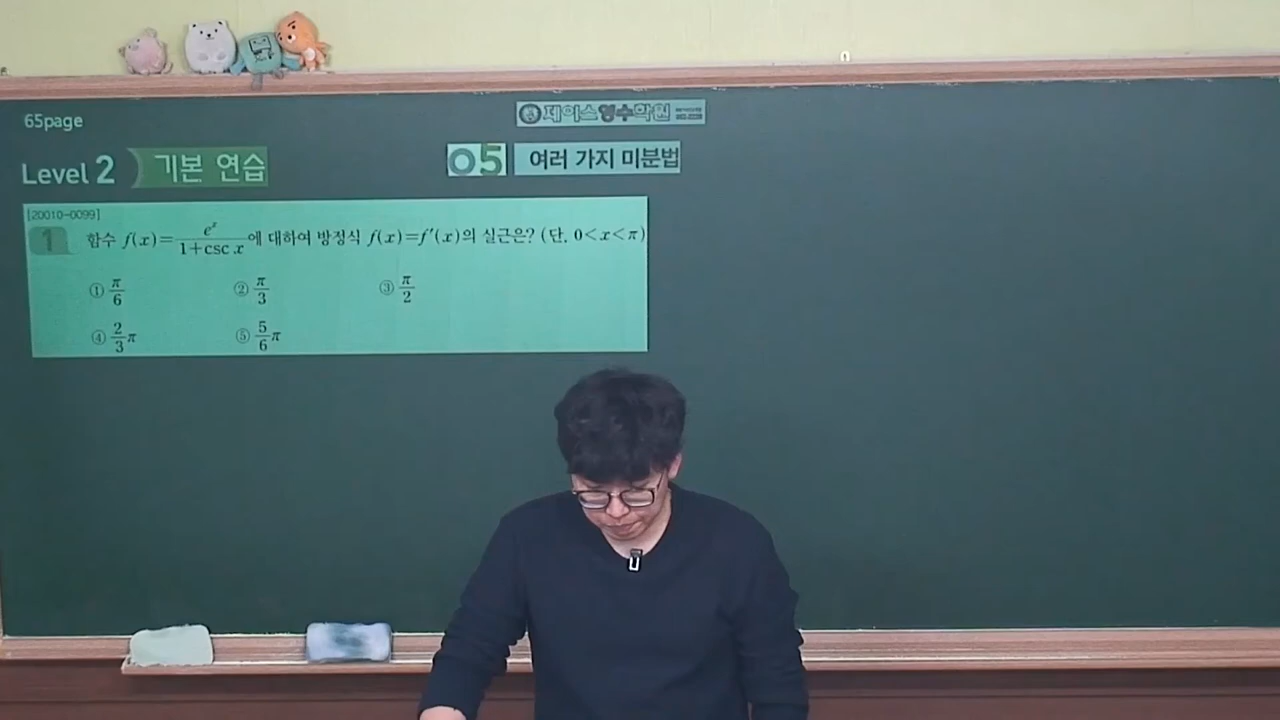 65page
제이스영수학원
Level 2 기본 연습
05 여러 가지 미분법
[20010-0099]
1 함수 f(x)=e^x/(1+csc x)에 대하여 방정식 f(x)=f'(x)의 실근은? (단, 0<x<π)
① π/6 ② π/3 ③ π/2
④ 2/3π ⑤ 5/6π